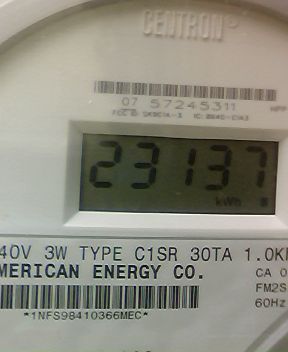 CENTRON
07 57245311
23137
kWh
40V 3W TYPE C1SR 30TA 1.0K
MERICAN ENERGY CO.
CA 0
FM2S
60Hz
*1NFS98410366MEC*